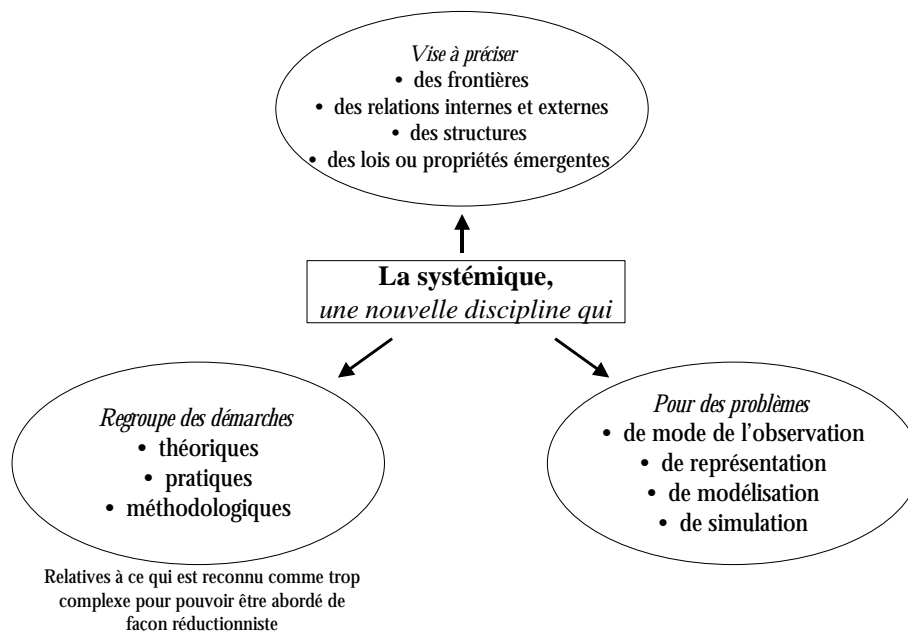 Vise à préciser
• des frontières
• des relations internes et externes
• des structures
• des lois ou propriétés émergentes
La systémique,
une nouvelle discipline qui
Regroupe des démarches
• théoriques
• pratiques
• méthodologiques
Relatives à ce qui est reconnu comme trop
complexe pour pouvoir être abordé de
façon réductionniste
Pour des problèmes
• de mode de l'observation
• de représentation
• de modélisation
• de simulation